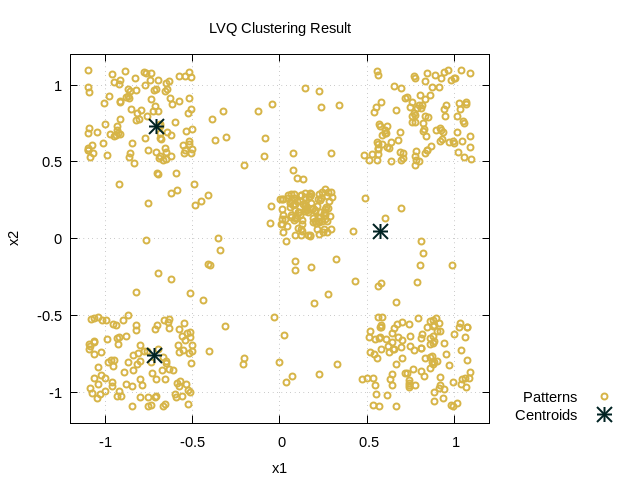 LVQ Clustering Result
x2
1
0.5
0
-0.5
-1
-1 -0.5 0 0.5 1
x1
Patterns
Centroids